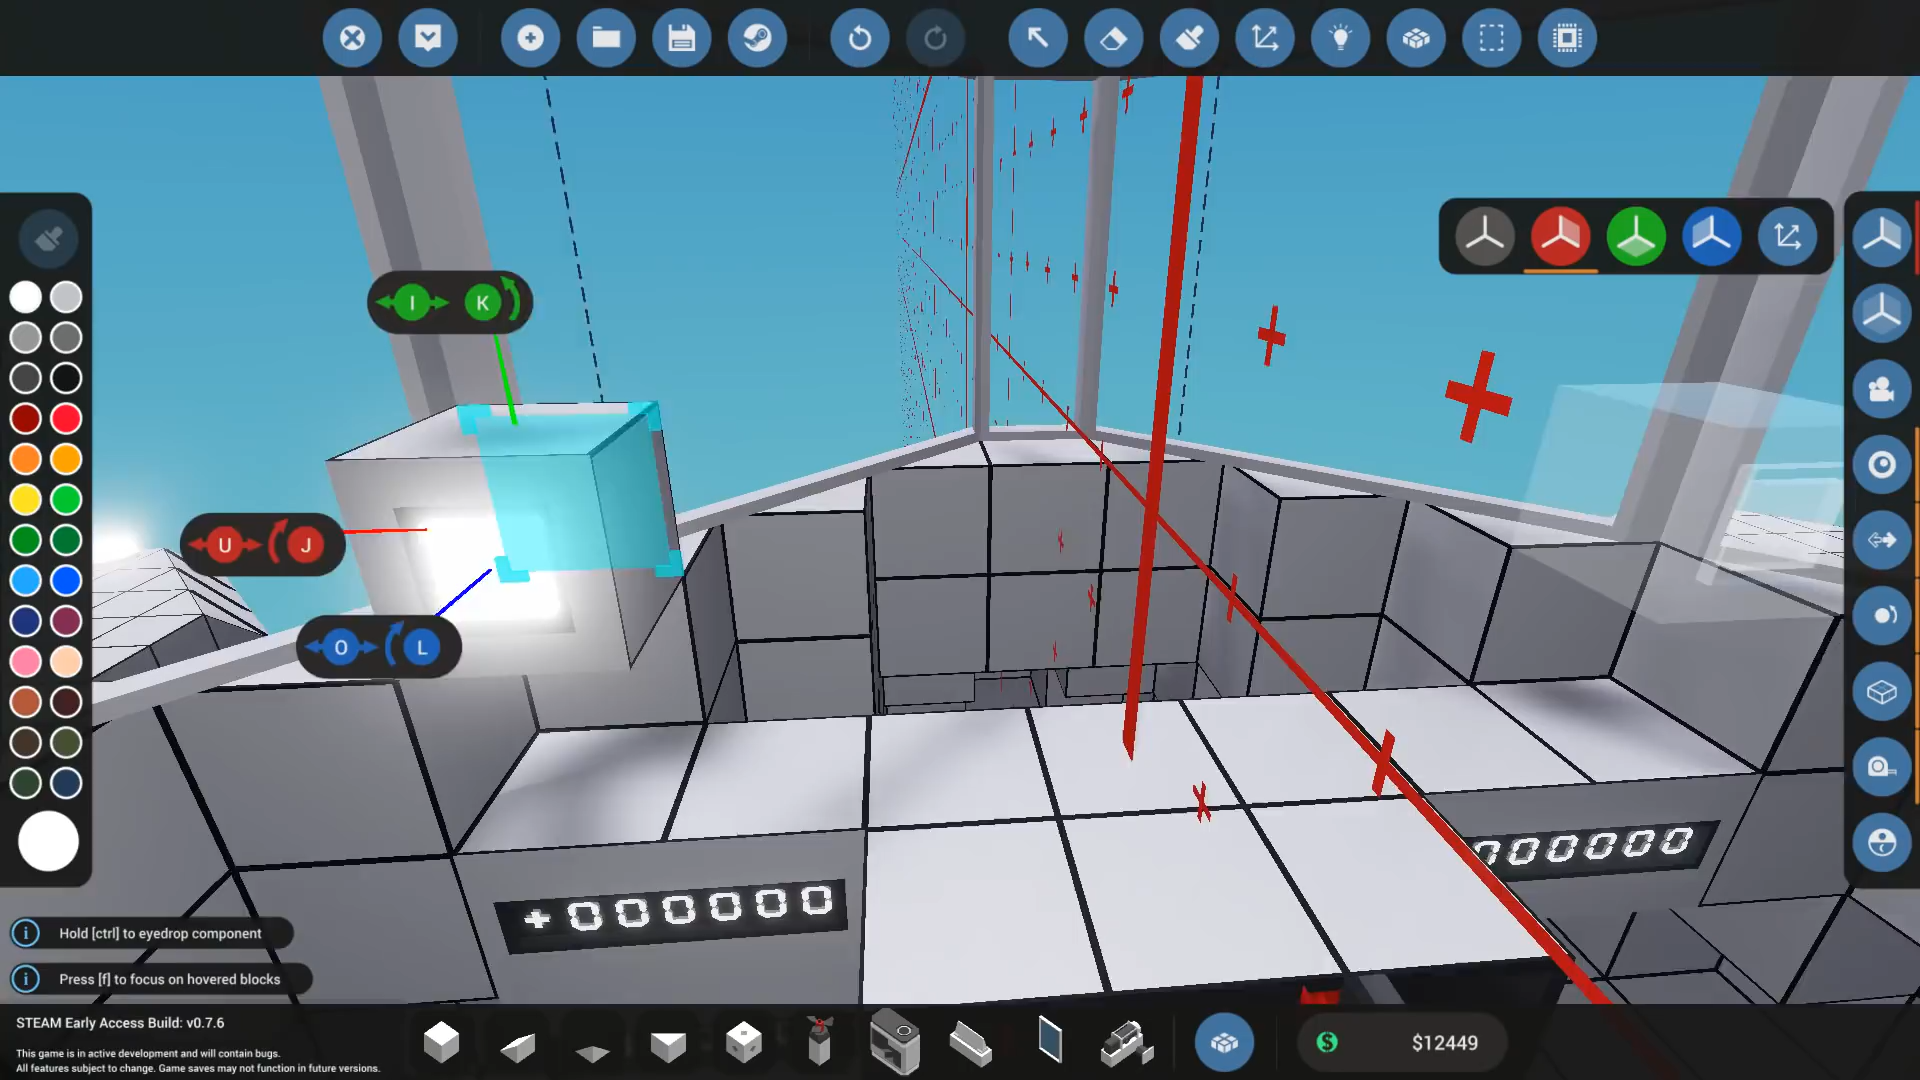 I K
U J
O L
+000000
000000
Hold [ctrl] to eyedrop component
Press [f] to focus on hovered blocks
STEAM Early Access Build: v0.7.6
This game is in active development and will contain bugs.
All features subject to change. Game saves may not function in future versions.
$ $12449